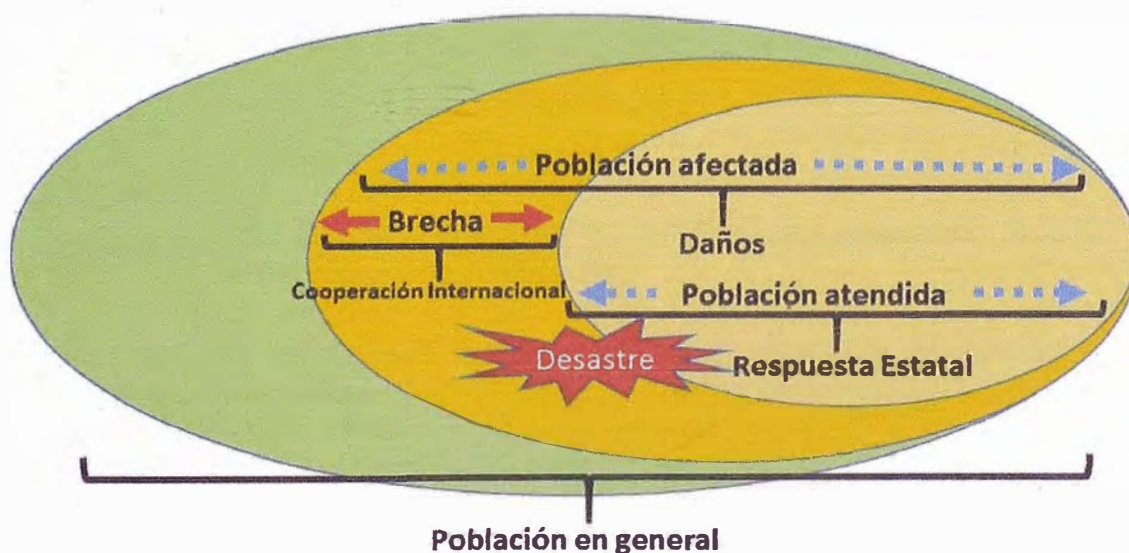 Población afectada
Brecha
Daños
Cooperación Internacional
Población atendida
Desastre
Respuesta Estatal
Población en general